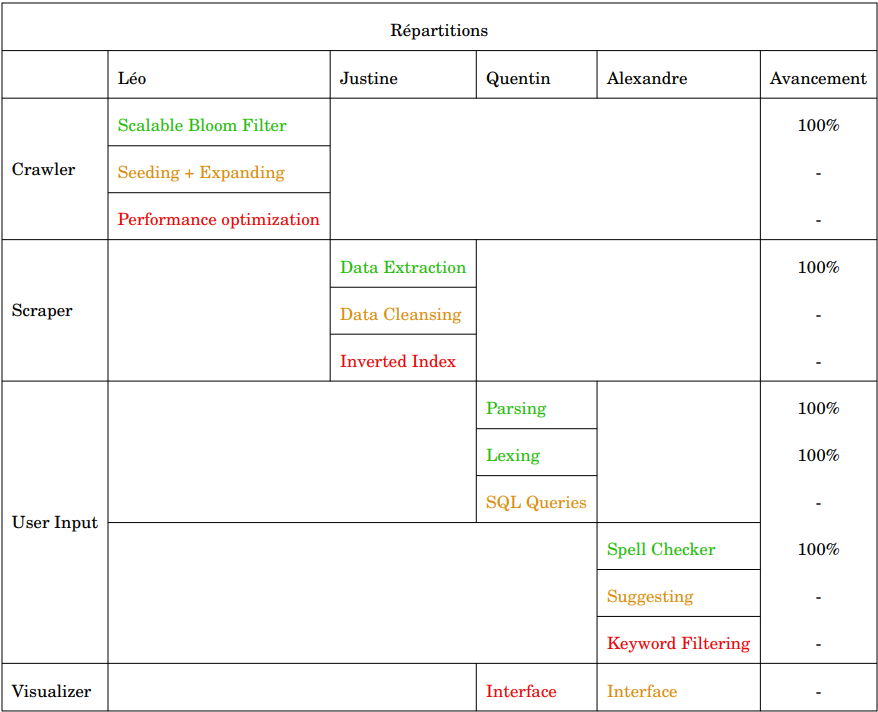 Répartitions
Léo Justine Quentin Alexandre Avancement
Crawler
Scalable Bloom Filter 100%
Seeding + Expanding -
Performance optimization -
Scraper
Data Extraction 100%
Data Cleansing -
Inverted Index -
User Input
Parsing 100%
Lexing 100%
SQL Queries -
Spell Checker 100%
Suggesting -
Keyword Filtering -
Visualizer Interface Interface -